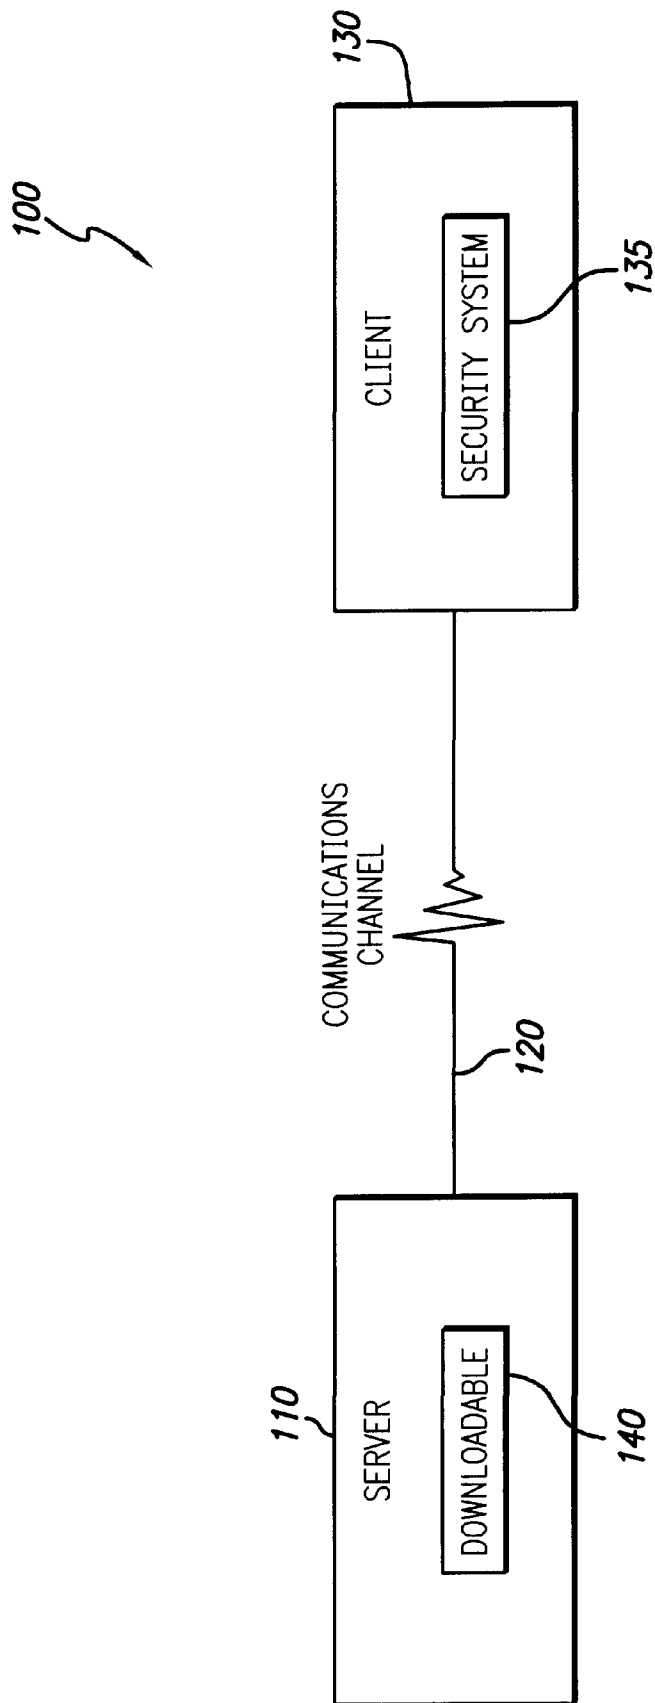 100
110
SERVER
DOWNLOADABLE
140
COMMUNICATIONS
CHANNEL
120
130
CLIENT
SECURITY SYSTEM
135